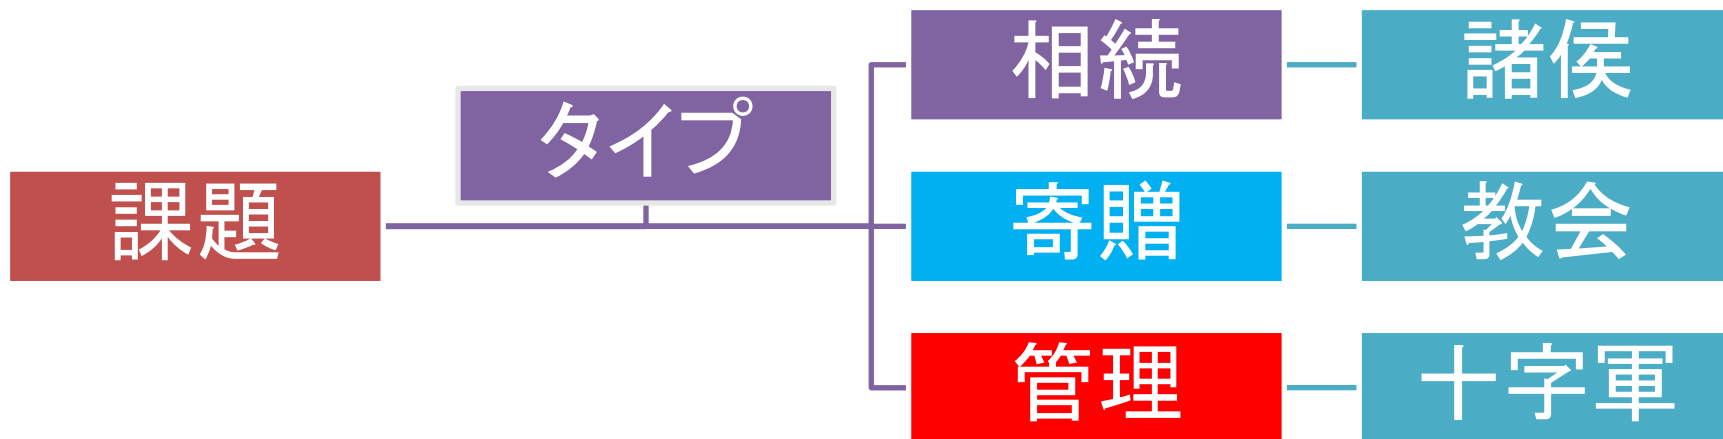 課題
タイプ
相続
諸侯
寄贈
教会
管理
十字軍